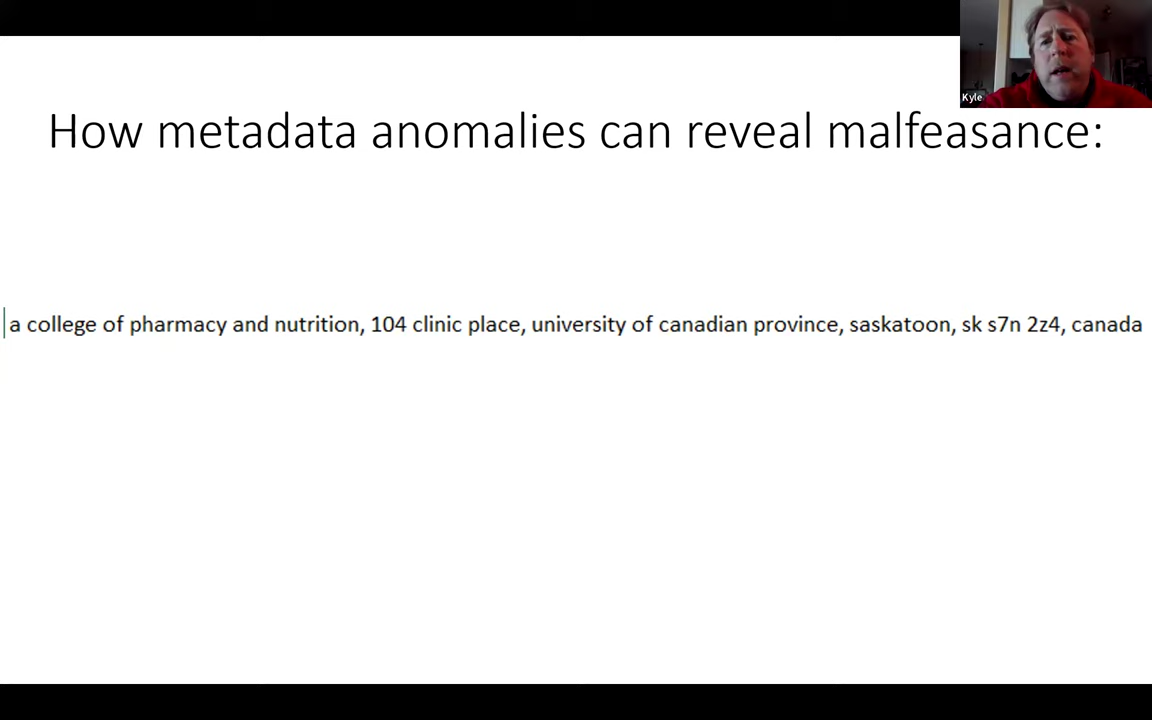 Kyle
How metadata anomalies can reveal malfeasance:
a college of pharmacy and nutrition, 104 clinic place, university of canadian province, saskatoon, sk s7n 2z4, canada